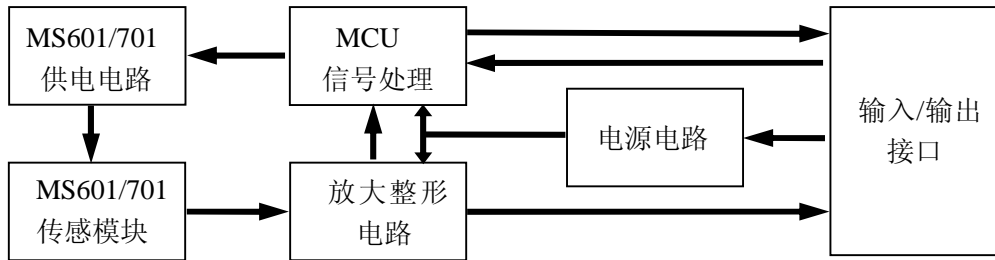 MS601/701
供电电路
MCU
信号处理
输入/输出
接口
电源电路
MS601/701
传感模块
放大整形
电路